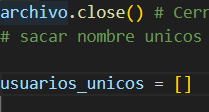 archivo.close() # Cerr
# sacar nombre unicos
usuarios_unicos = []